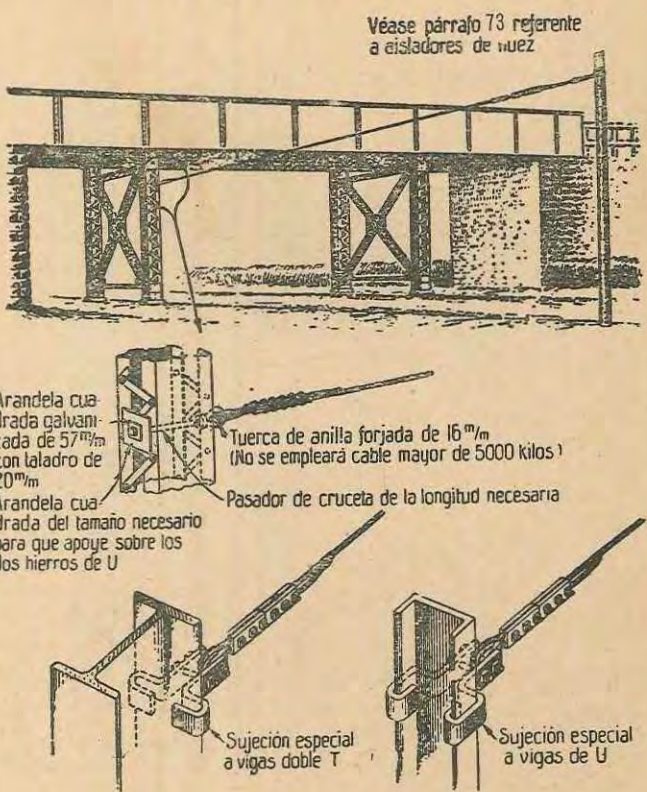 Véase párrafo 73 referente
a aisladores de nuez
Arandela cua-
drada galvani-
zada de 57 m/m
con taladro de
20 m/m
Arandela cua-
drada del tamaño necesario
para que apoye sobre los
dos hierros de U
Tuerca de anilla forjada de 16 m/m
(No se empleará cable mayor de 5000 kilos)
Pasador de cruceta de la longitud necesaria
Sujeción especial
a vigas doble T
Sujeción especial
a vigas de U